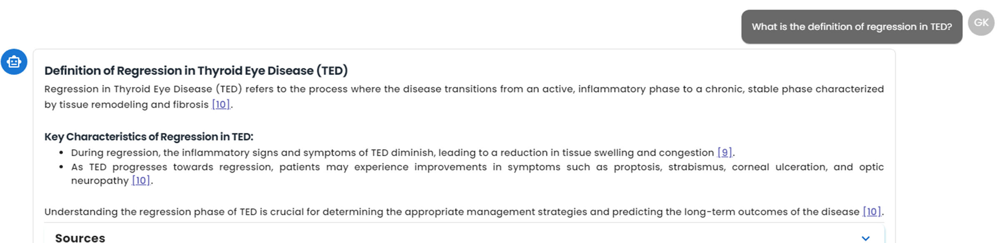 What is the definition of regression in TED?
GK
Definition of Regression in Thyroid Eye Disease (TED)
Regression in Thyroid Eye Disease (TED) refers to the process where the disease transitions from an active, inflammatory phase to a chronic, stable phase characterized
by tissue remodeling and fibrosis [10].
Key Characteristics of Regression in TED:
• During regression, the inflammatory signs and symptoms of TED diminish, leading to a reduction in tissue swelling and congestion [9].
• As TED progresses towards regression, patients may experience improvements in symptoms such as proptosis, strabismus, corneal ulceration, and optic
neuropathy [10].
Understanding the regression phase of TED is crucial for determining the appropriate management strategies and predicting the long-term outcomes of the disease [10].
Sources